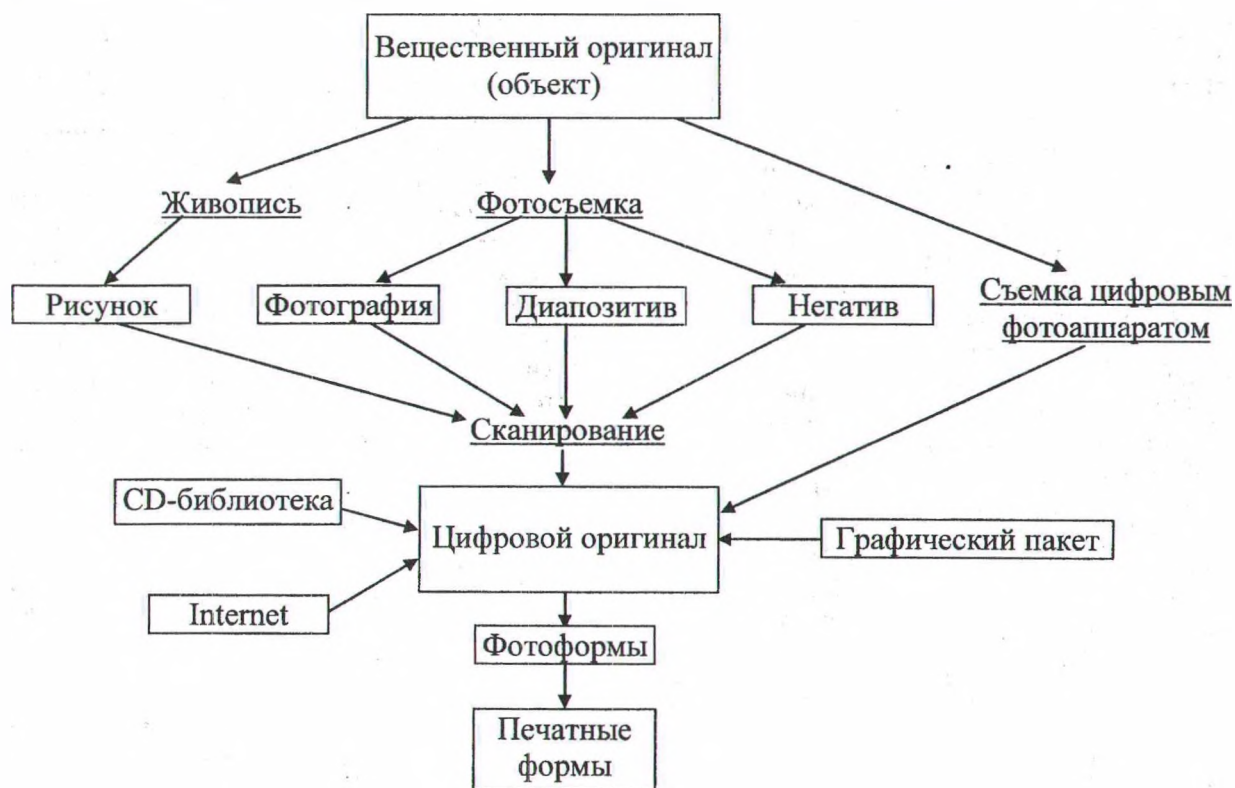 Вещественный оригинал
(объект)
Живопись
Фотосъемка
Рисунок
Фотография
Диапозитив
Негатив
Съемка цифровым
фотоаппаратом
Сканирование
CD-библиотека
Цифровой оригинал
Графический пакет
Internet
Фотоформы
Печатные
формы